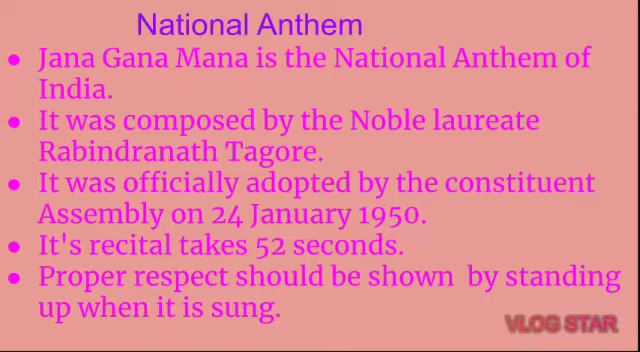 National Anthem
● Jana Gana Mana is the National Anthem of
India.
● It was composed by the Noble laureate
Rabindranath Tagore.
● It was officially adopted by the constituent
Assembly on 24 January 1950.
● It's recital takes 52 seconds.
● Proper respect should be shown  by standing
up when it is sung.
VLOG STAR